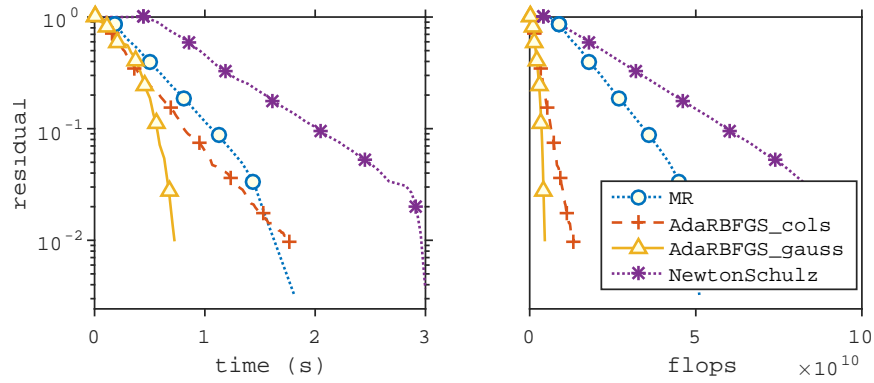 residual
10^0
10^-1
10^-2
0 1 2 3
time (s)
MR
AdaRBFGS_cols
AdaRBFGS_gauss
NewtonSchulz
0 5 10
flops ×10^10